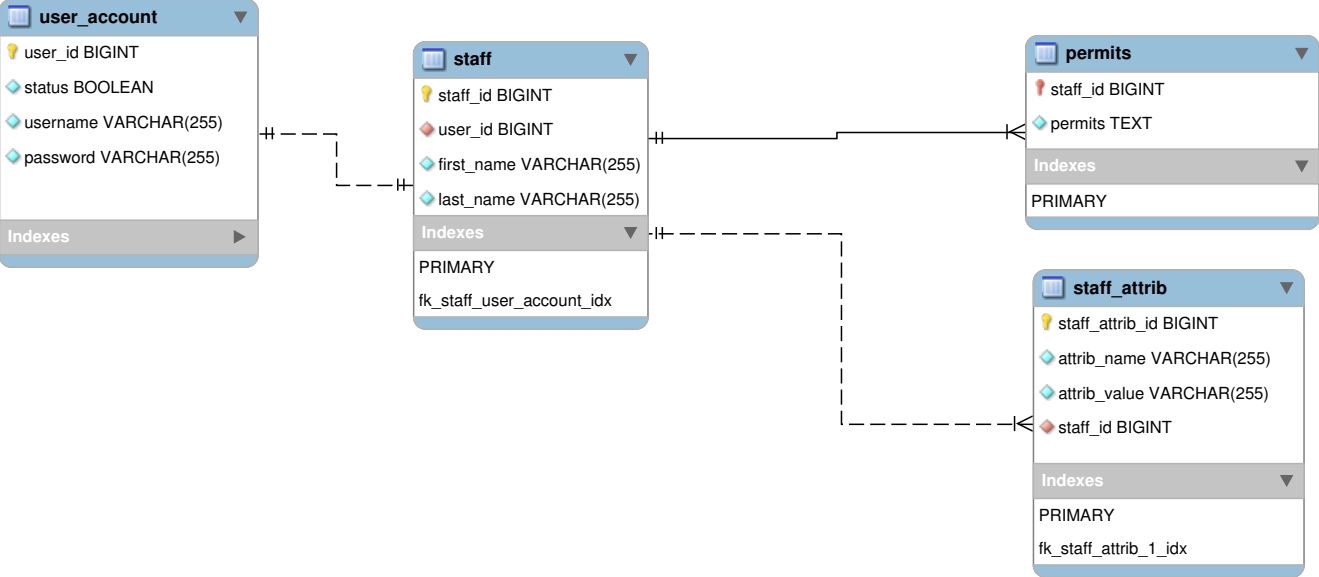 user_account
user_id BIGINT
status BOOLEAN
username VARCHAR(255)
password VARCHAR(255)
Indexes
staff
staff_id BIGINT
user_id BIGINT
first_name VARCHAR(255)
last_name VARCHAR(255)
Indexes
PRIMARY
fk_staff_user_account_idx
permits
staff_id BIGINT
permits TEXT
Indexes
PRIMARY
staff_attrib
staff_attrib_id BIGINT
attrib_name VARCHAR(255)
attrib_value VARCHAR(255)
staff_id BIGINT
Indexes
PRIMARY
fk_staff_attrib_1_idx